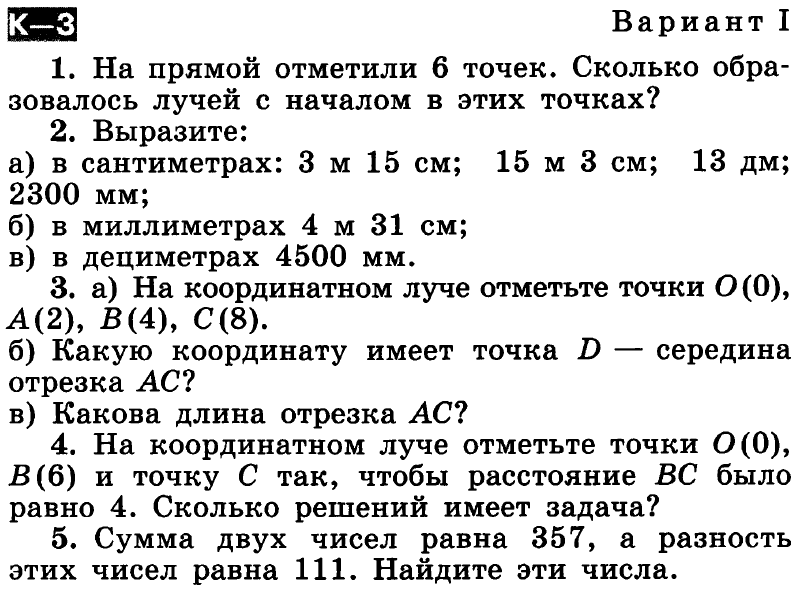 К—3 Вариант I
1. На прямой отметили 6 точек. Сколько обра-
зовалось лучей с началом в этих точках?
2. Выразите:
а) в сантиметрах: 3 м 15 см; 15 м 3 см; 13 дм;
2300 мм;
б) в миллиметрах 4 м 31 см;
в) в дециметрах 4500 мм.
3. а) На координатном луче отметьте точки O(0),
A(2), B(4), C(8).
б) Какую координату имеет точка D — середина
отрезка AC?
в) Какова длина отрезка AC?
4. На координатном луче отметьте точки O(0),
B(6) и точку C так, чтобы расстояние BC было
равно 4. Сколько решений имеет задача?
5. Сумма двух чисел равна 357, а разность
этих чисел равна 111. Найдите эти числа.